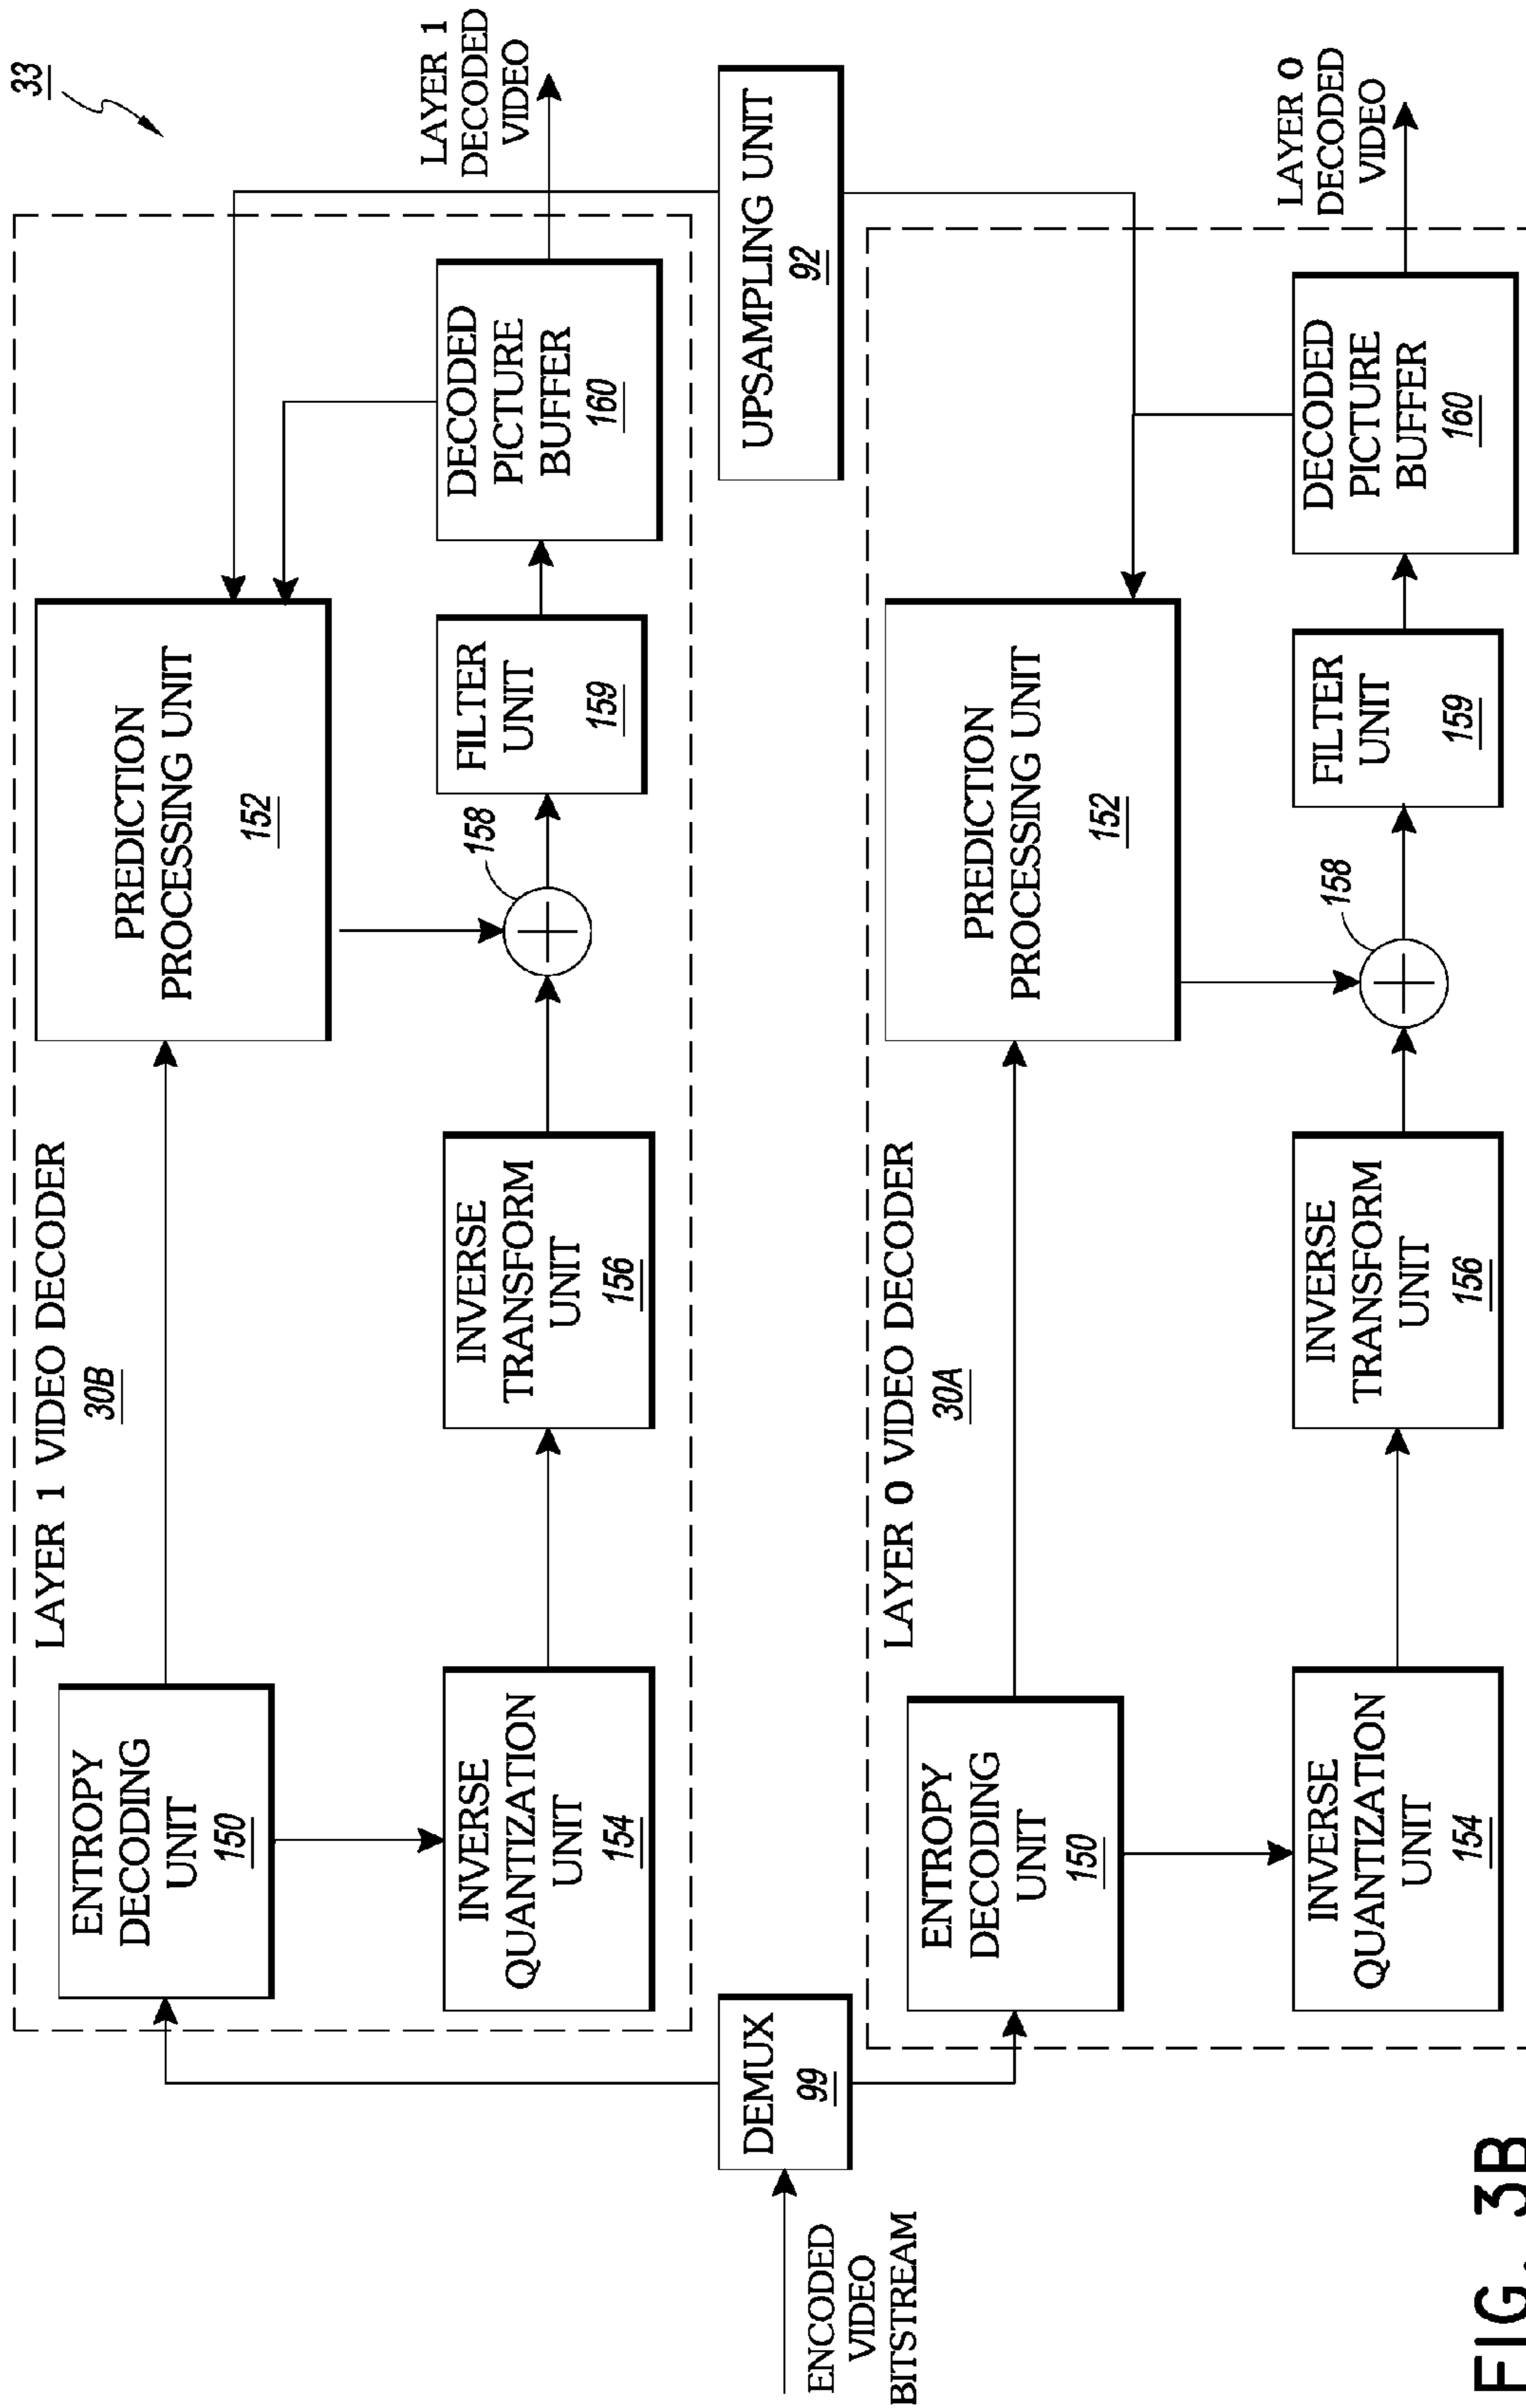 33
LAYER 1 VIDEO DECODER
30B
ENTROPY
DECODING
UNIT
150
PREDICTION
PROCESSING UNIT
152
INVERSE
QUANTIZATION
UNIT
154
INVERSE
TRANSFORM
UNIT
156
158
FILTER
UNIT
159
DECODED
PICTURE
BUFFER
160
LAYER 1
DECODED
VIDEO
ENCODED
VIDEO
BITSTREAM
DEMUX
99
UPSAMPLING UNIT
92
LAYER 0 VIDEO DECODER
30A
ENTROPY
DECODING
UNIT
150
PREDICTION
PROCESSING UNIT
152
INVERSE
QUANTIZATION
UNIT
154
INVERSE
TRANSFORM
UNIT
156
158
FILTER
UNIT
159
DECODED
PICTURE
BUFFER
160
LAYER 0
DECODED
VIDEO
FIG. 3B